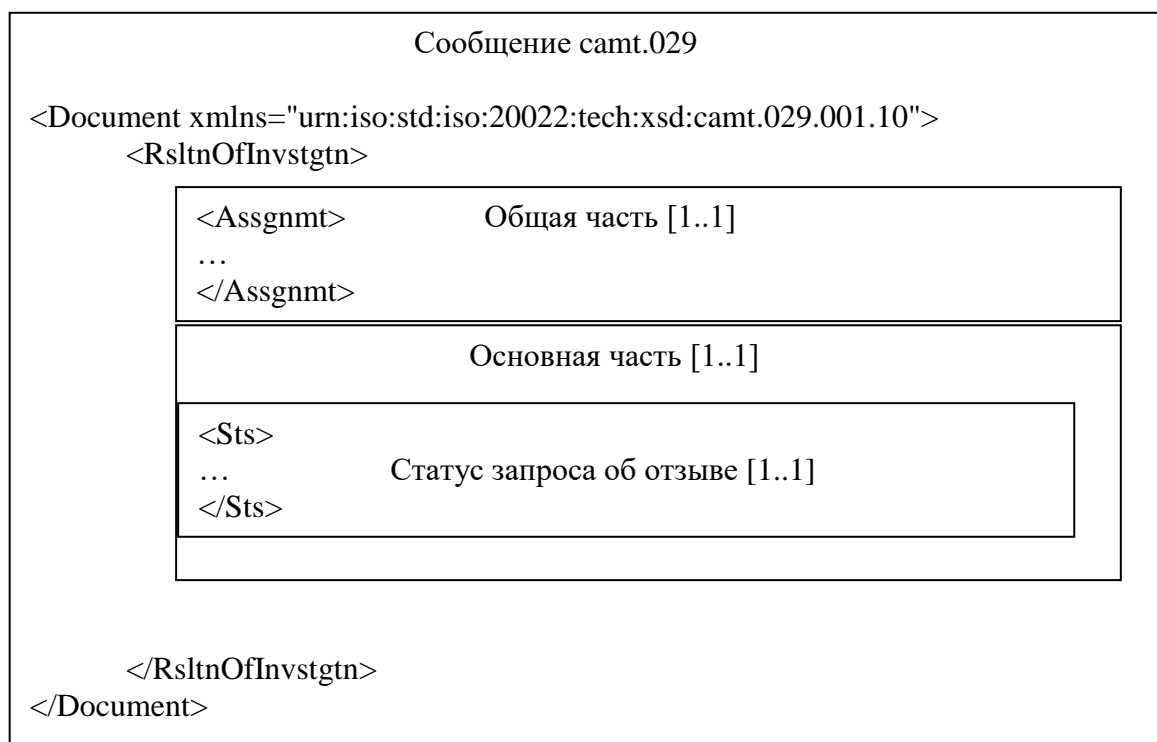 Сообщение camt.029
<Document xmlns="urn:iso:std:iso:20022:tech:xsd:camt.029.001.10">
<RsltnOfInvstgtn>
<Assgnmt> Общая часть [1..1]
…
</Assgnmt>
Основная часть [1..1]
<Sts>
… Статус запроса об отзыве [1..1]
</Sts>
</RsltnOfInvstgtn>
</Document>